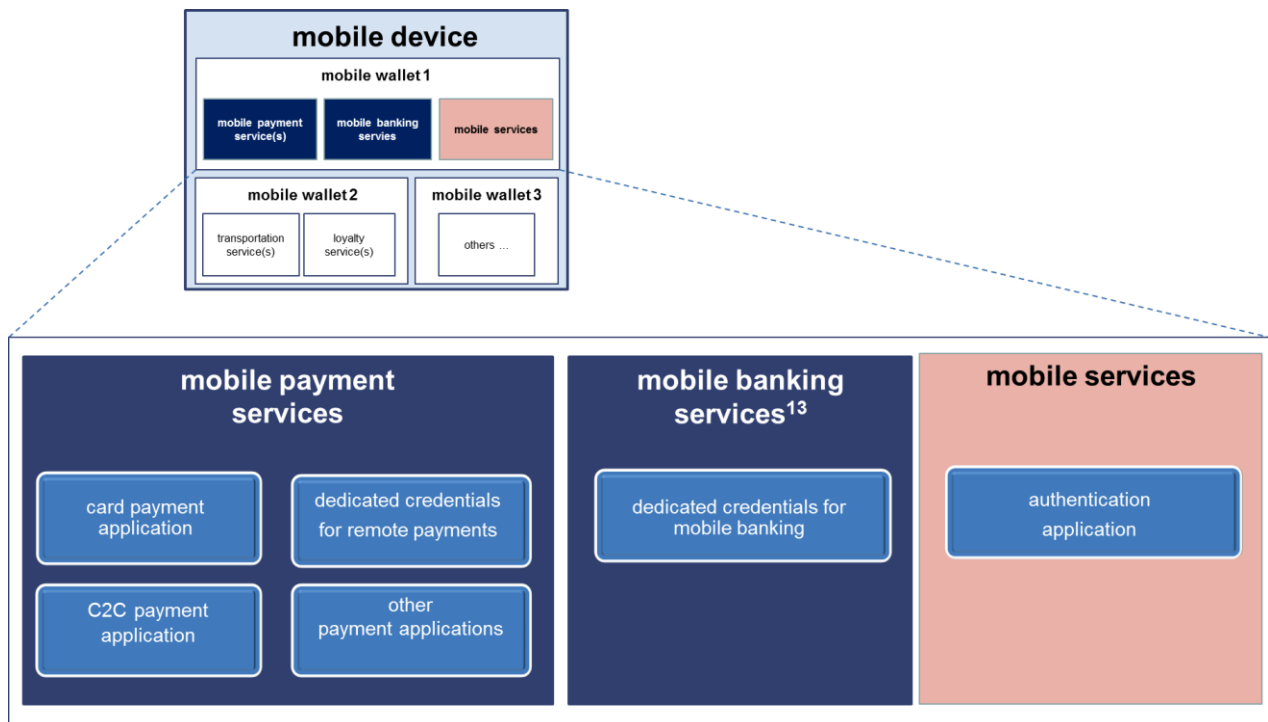 mobile device
mobile wallet 1
mobile payment
service(s)
mobile banking
servies
mobile services
mobile wallet 2
transportation
service(s)
loyalty
service(s)
mobile wallet 3
others ...
mobile payment
services
card payment
application
dedicated credentials
for remote payments
C2C payment
application
other
payment applications
mobile banking
services¹³
dedicated credentials for
mobile banking
mobile services
authentication
application